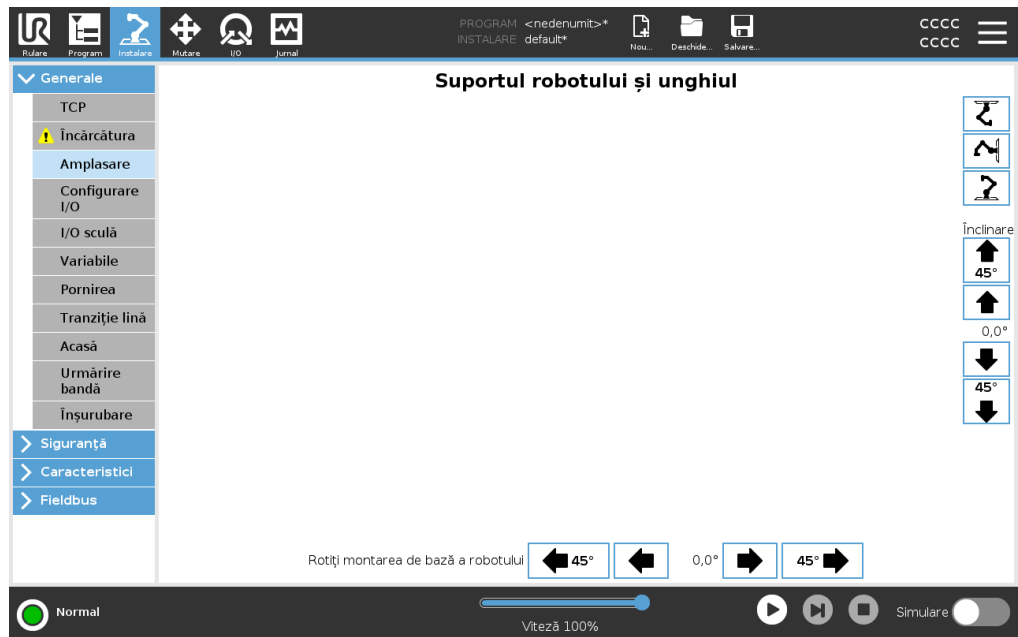 PROGRAM <nedenumit>*
INSTALARE default*
CCCC
CCCC
Rulare
Program
Instalare
Mutare
I/O
Jurnal
Nou...
Deschide...
Salvare...
Generale
TCP
Încărcătura
Amplasare
Configurare
I/O
I/O sculă
Variabile
Pornirea
Tranziție lină
Acasă
Urmărire
bandă
Înșurubare
Siguranță
Caracteristici
Fieldbus
Suportul robotului și unghiul
Înclinare
45°
0,0°
45°
Rotiți montarea de bază a robotului 45° 0,0° 45°
Normal
Viteză 100%
Simulare